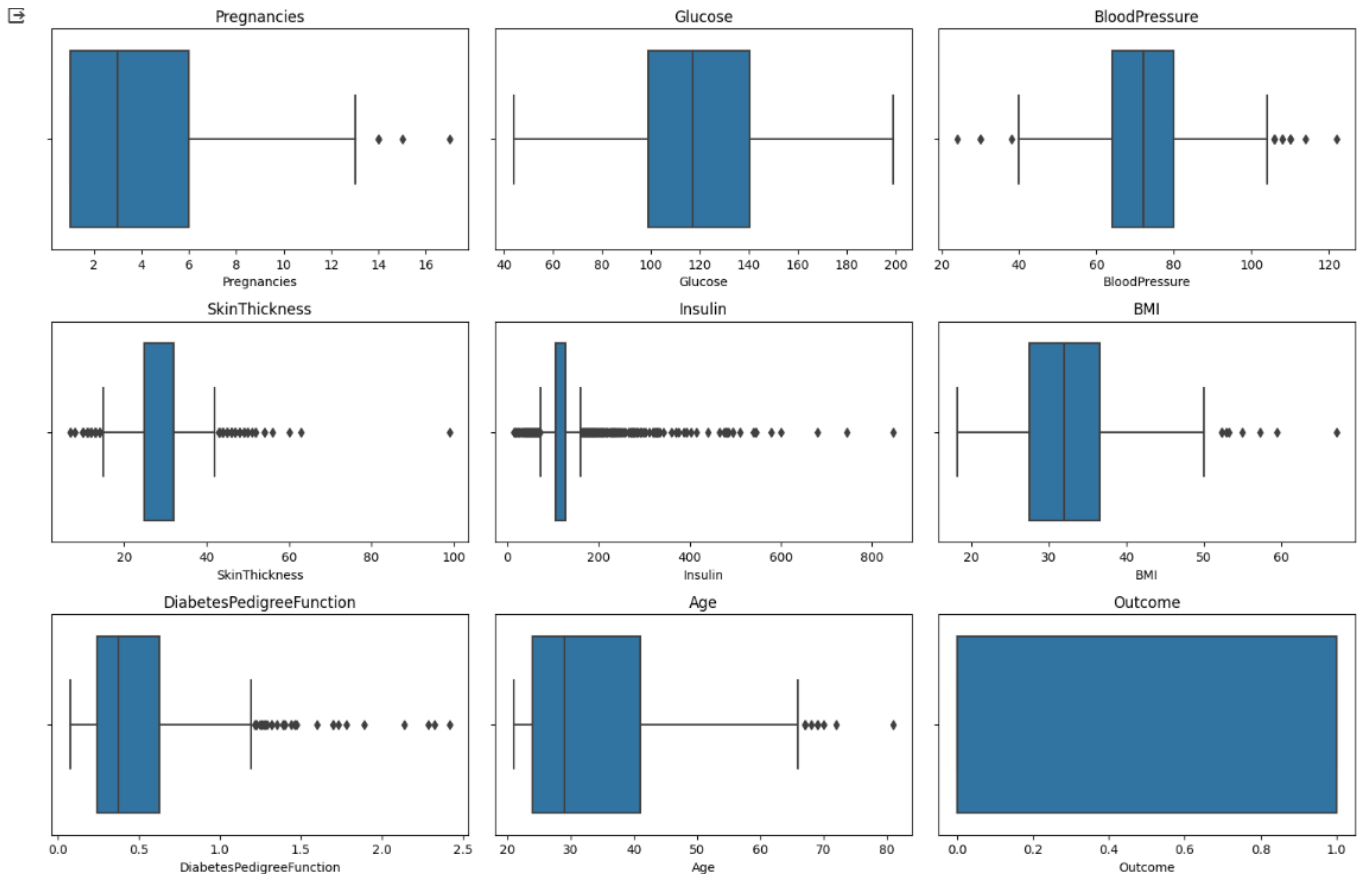 Pregnancies
Glucose
BloodPressure
2 4 6 8 10 12 14 16
Pregnancies
40 60 80 100 120 140 160 180 200
Glucose
20 40 60 80 100 120
BloodPressure
SkinThickness
Insulin
BMI
20 40 60 80 100
SkinThickness
0 200 400 600 800
Insulin
20 30 40 50 60
BMI
DiabetesPedigreeFunction
Age
Outcome
0.0 0.5 1.0 1.5 2.0 2.5
DiabetesPedigreeFunction
20 30 40 50 60 70 80
Age
0.0 0.2 0.4 0.6 0.8 1.0
Outcome